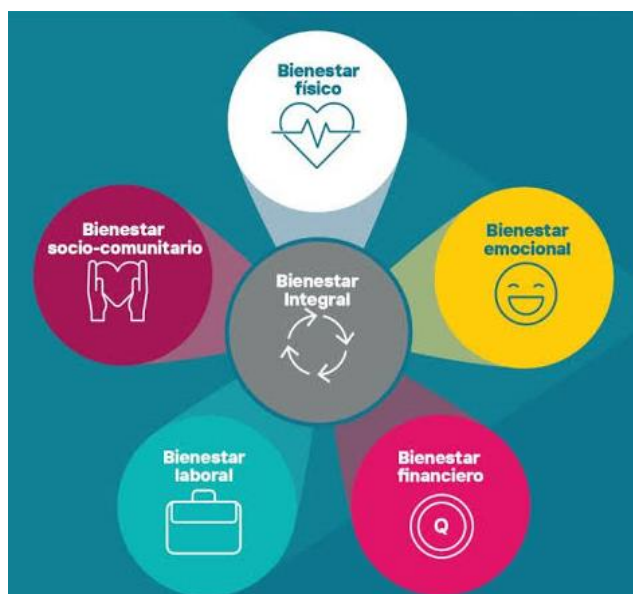 Bienestar
físico
Bienestar
socio-comunitario
Bienestar
emocional
Bienestar
Integral
Bienestar
laboral
Bienestar
financiero
Q